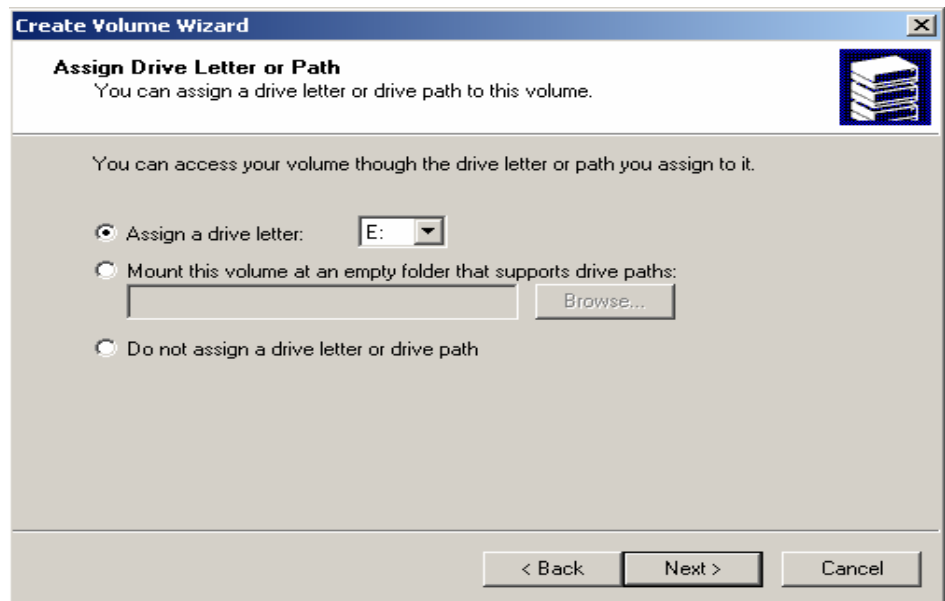 Create Volume Wizard
Assign Drive Letter or Path
You can assign a drive letter or drive path to this volume.
You can access your volume though the drive letter or path you assign to it.
Assign a drive letter: E:
Mount this volume at an empty folder that supports drive paths:
Browse...
Do not assign a drive letter or drive path
< Back Next > Cancel